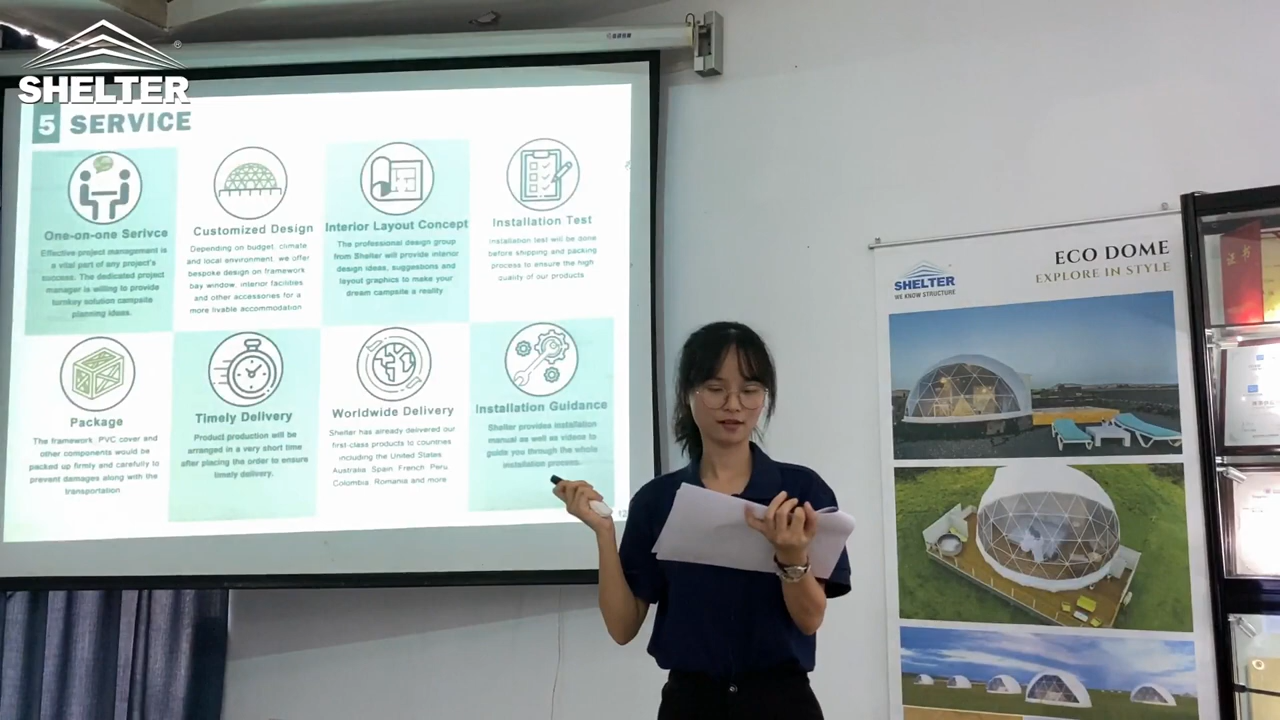 SHELTER
®
5 SERVICE
One-on-one Serivce
Effective project management is
a vital part of any project's
success. The dedicated project
manager is willing to provide
turnkey solution campsite
planning ideas.
Customized Design
Depending on budget, climate
and local environment, we offer
bespoke design on framework,
bay window, interior facilities
and other accessories for a
more livable accommodation
Interior Layout Concept
The professional design group
from Shelter will provide interior
design ideas, suggestions and
layout graphics to make your
dream campsite a reality
Installation Test
Installation test will be done
before shipping and packing
process to ensure the high
quality of our products
Package
The framework, PVC cover and
other components would be
packed up firmly and carefully to
prevent damages along with the
transportation
Timely Delivery
Product production will be
arranged in a very short time
after placing the order to ensure
timely delivery.
Worldwide Delivery
Shelter has already delivered our
first-class products to countries
including the United States,
Australia, Spain, French, Peru,
Colombia, Romania and more
Installation Guidance
Shelter provides installation
manual as well as videos to
guide you through the whole
installation process.
12
SHELTER
WE KNOW STRUCTURE
ECO DOME
EXPLORE IN STYLE
证书